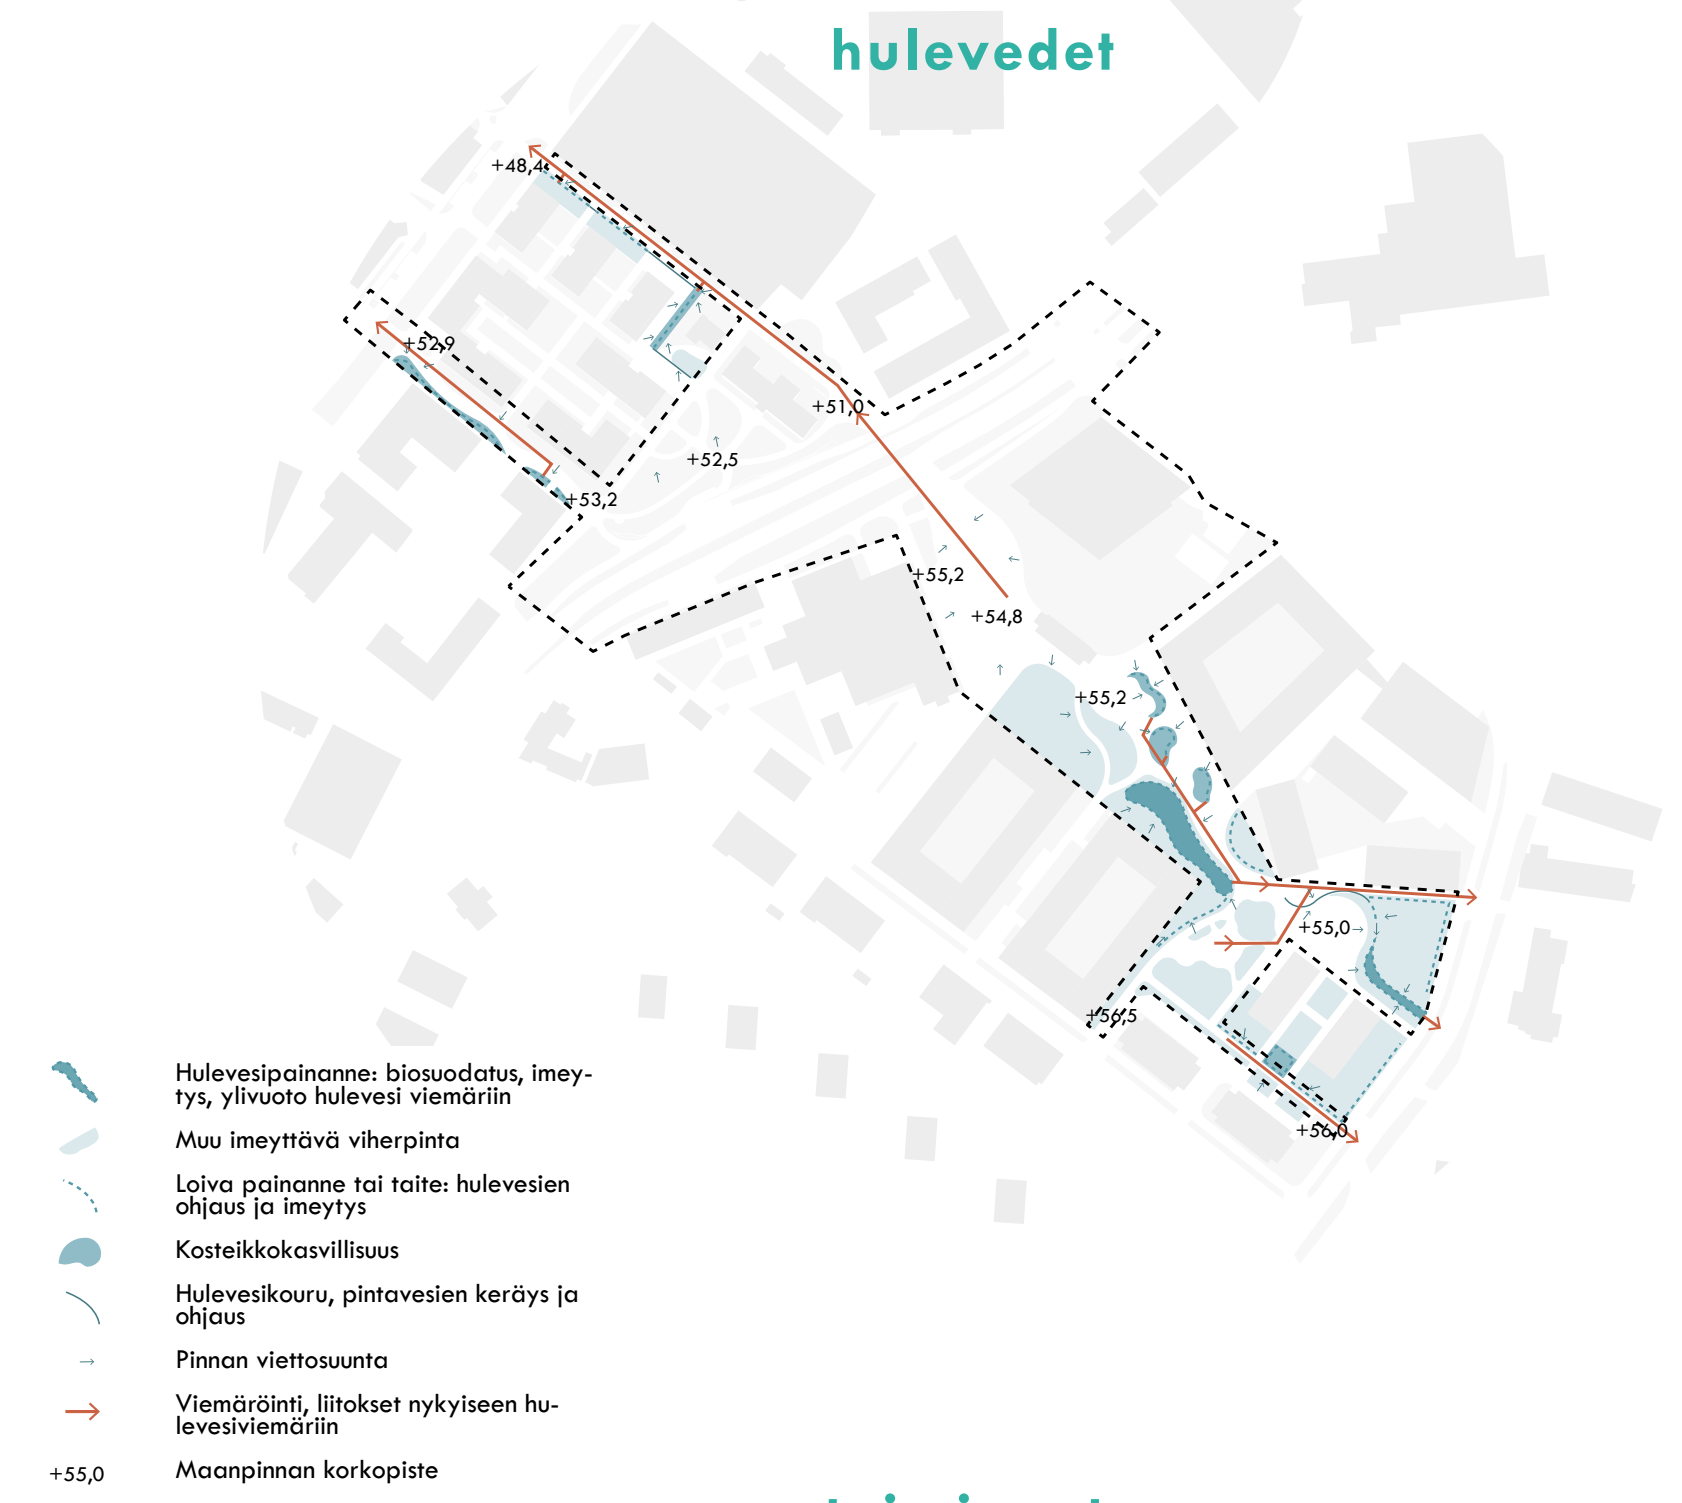 hulevedet
+48,4
+52,9
+51,0
+52,5
+53,2
+55,2
+54,8
+55,2
+55,0
+56,5
+56,0
Hulevesipainanne: biosuodatus, imey-
tys, ylivuoto hulevesi viemäriin
Muu imeyttävä viherpinta
Loiva painanne tai taite: hulevesien
ohjaus ja imeytys
Kosteikkokasvillisuus
Hulevesikouru, pintavesien keräys ja
ohjaus
Pinnan viettosuunta
Viemäröinti, liitokset nykyiseen hu-
levesiviemäriin
+55,0 Maanpinnan korkopiste